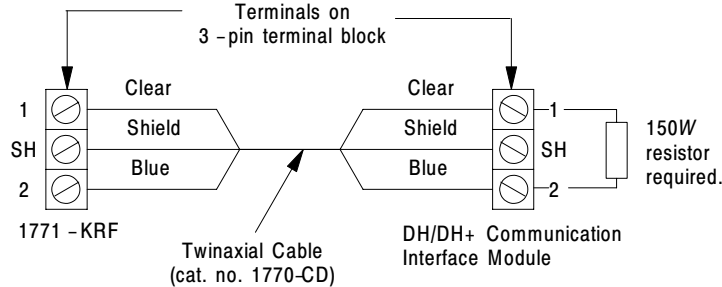 Terminals on
3 -pin terminal block
Clear
Clear
1
1
Shield
Shield
150W
resistor
required.
SH
SH
Blue
Blue
2
2
1771 -KRF
DH/DH+ Communication
Interface Module
Twinaxial Cable
(cat. no. 1770-CD)